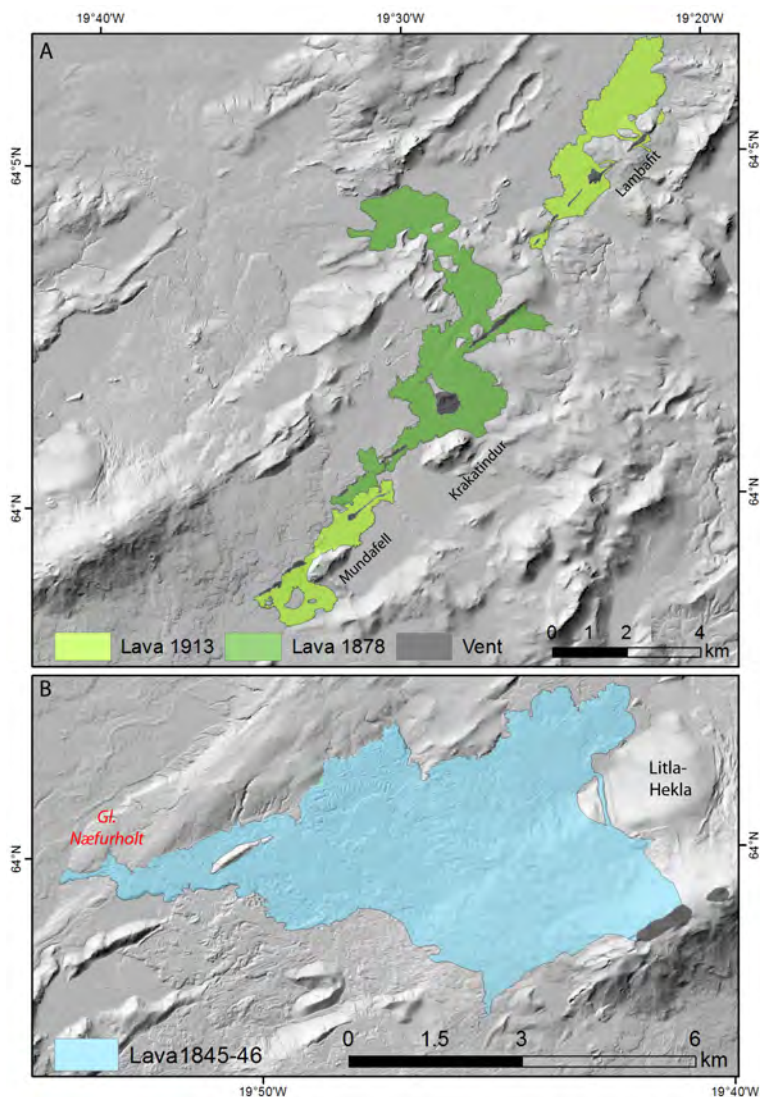 19°40'W 19°30'W 19°20'W
A
64°5'N
64°5'N
Lambafit
Krakatindur
64°N
64°N
Mundafell
Lava 1913 Lava 1878 Vent
0 1 2 4
km
B
Litla-
Hekla
Gl.
Næfurholt
64°N
64°N
Lava1845-46
0 1.5 3 6
km
19°50'W 19°40'W